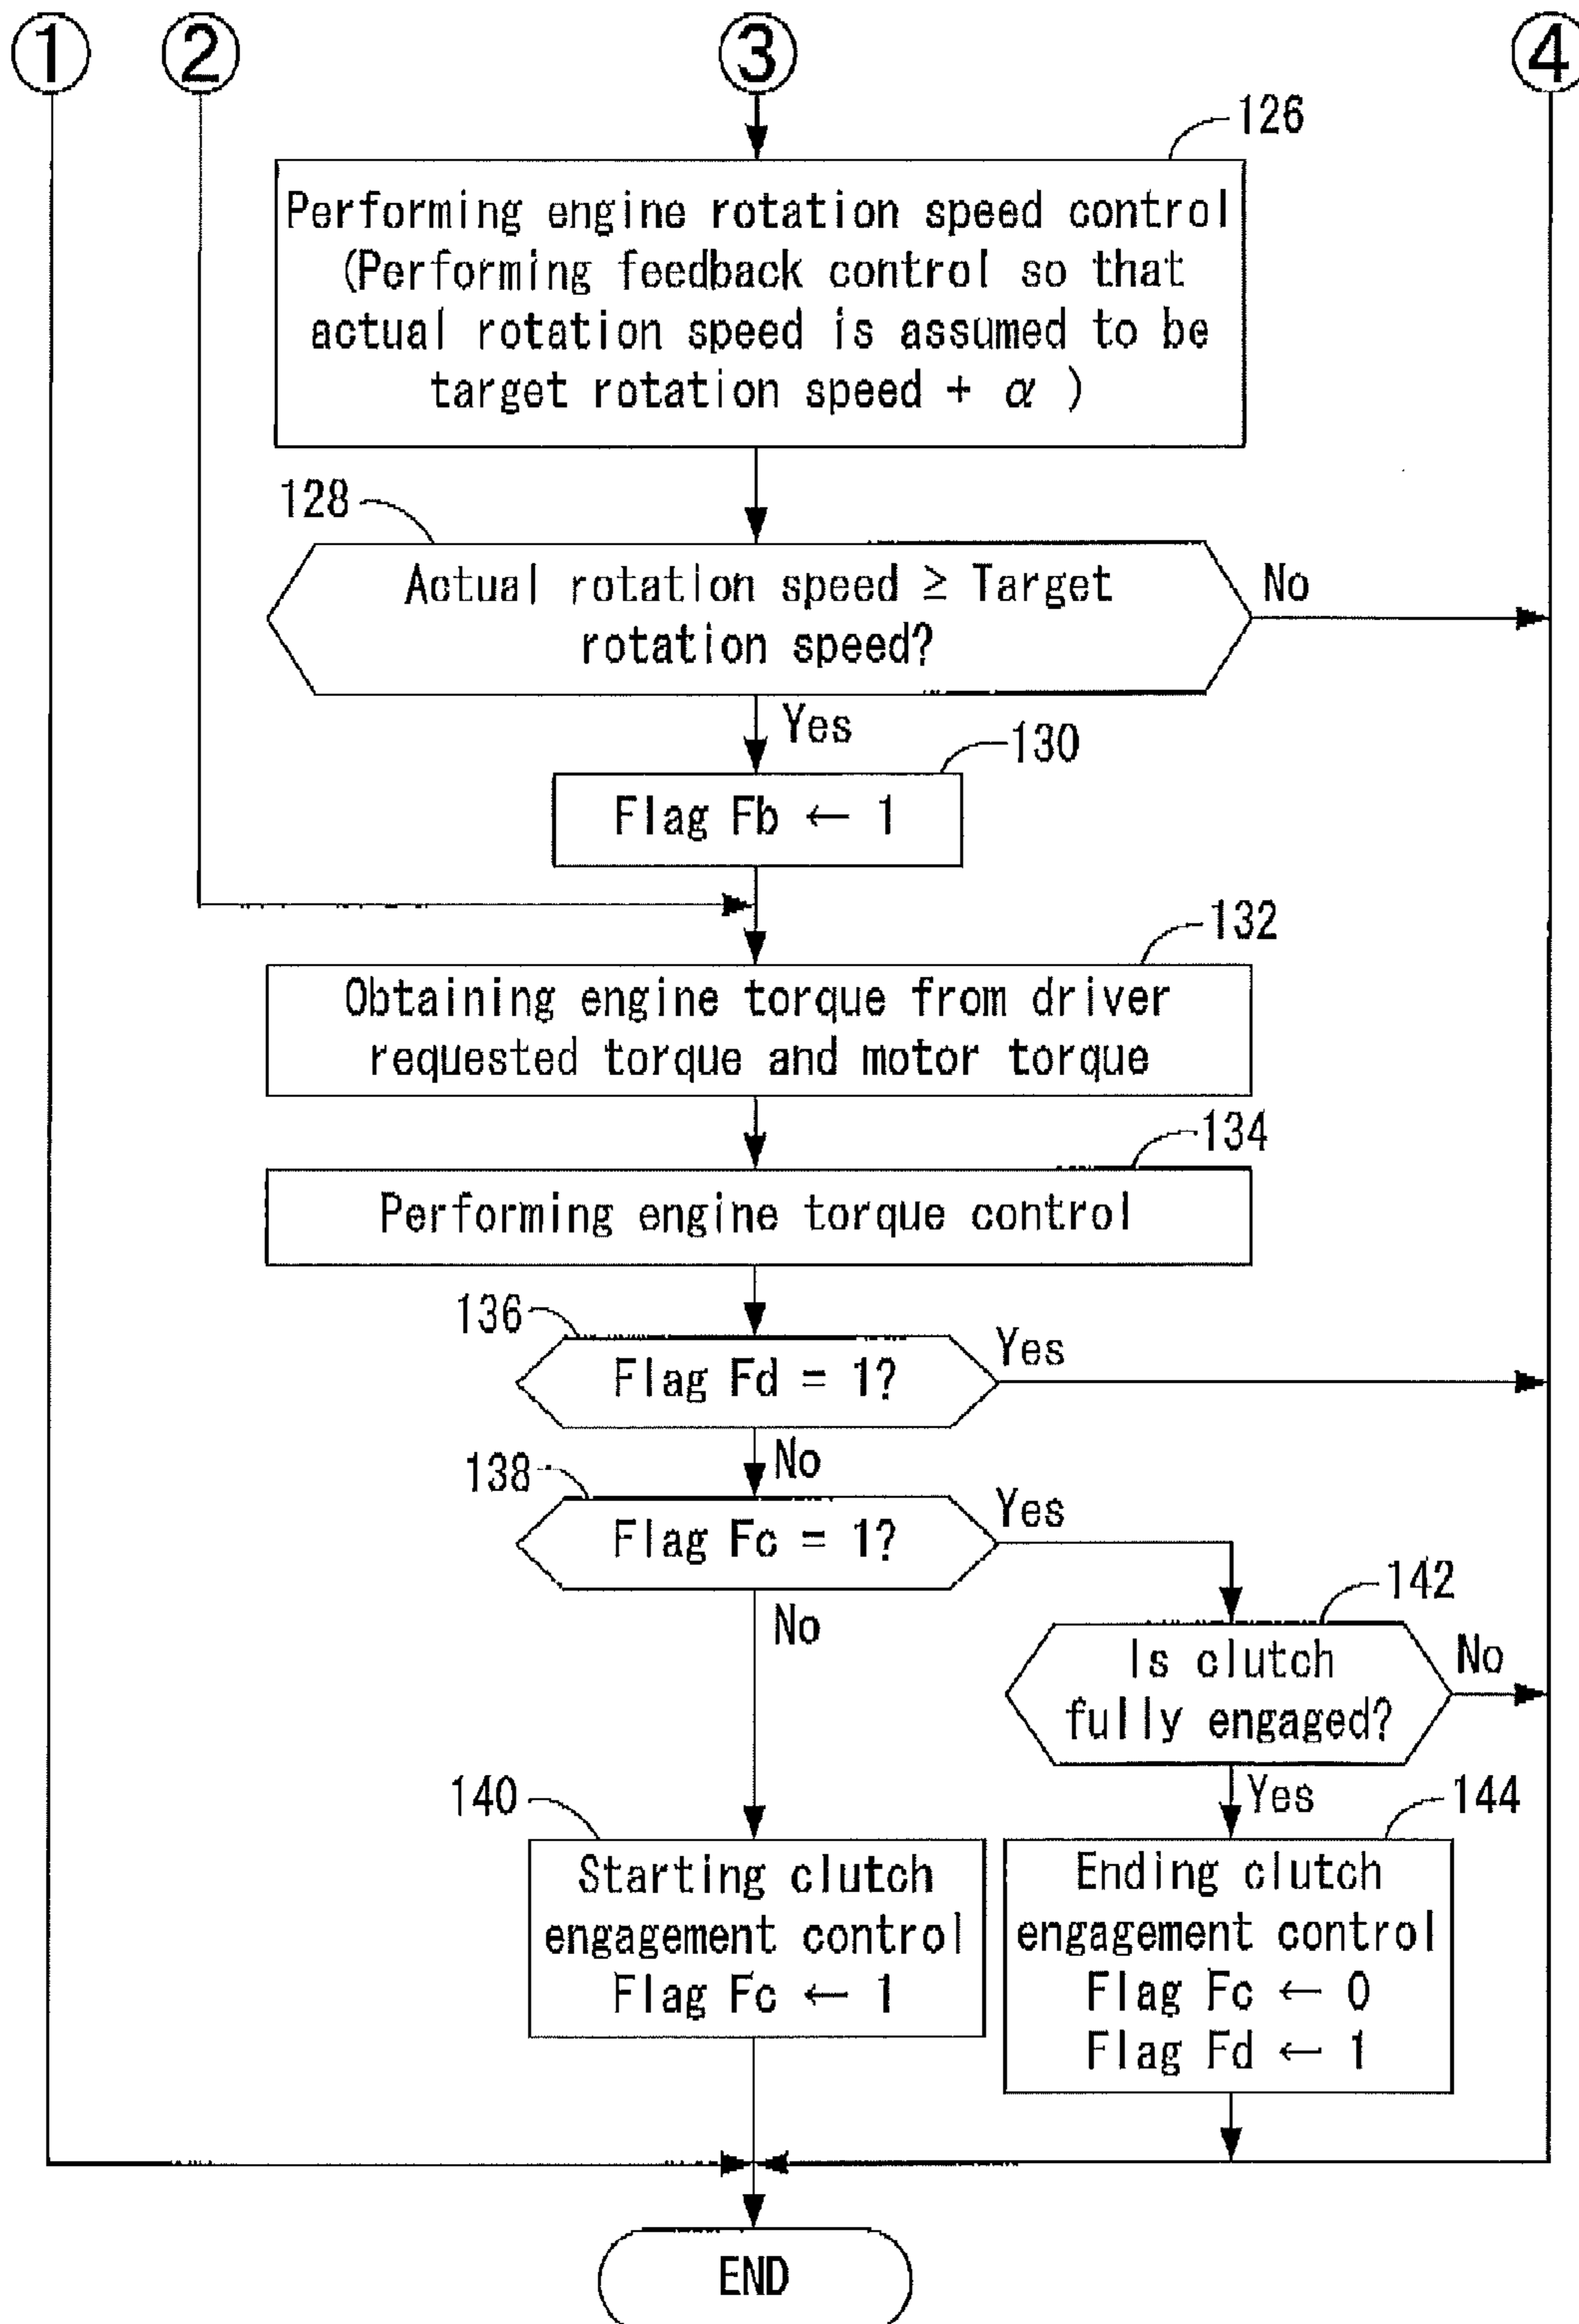 ① ② ③ ④
126
Performing engine rotation speed control
(Performing feedback control so that
actual rotation speed is assumed to be
target rotation speed + α )
128
Actual rotation speed ≥ Target
rotation speed?
No
Yes
130
Flag Fb ← 1
132
Obtaining engine torque from driver
requested torque and motor torque
134
Performing engine torque control
136
Flag Fd = 1?
Yes
No
138
Flag Fc = 1?
Yes
No
142
Is clutch
fully engaged?
No
Yes
140
Starting clutch
engagement control
Flag Fc ← 1
144
Ending clutch
engagement control
Flag Fc ← 0
Flag Fd ← 1
END